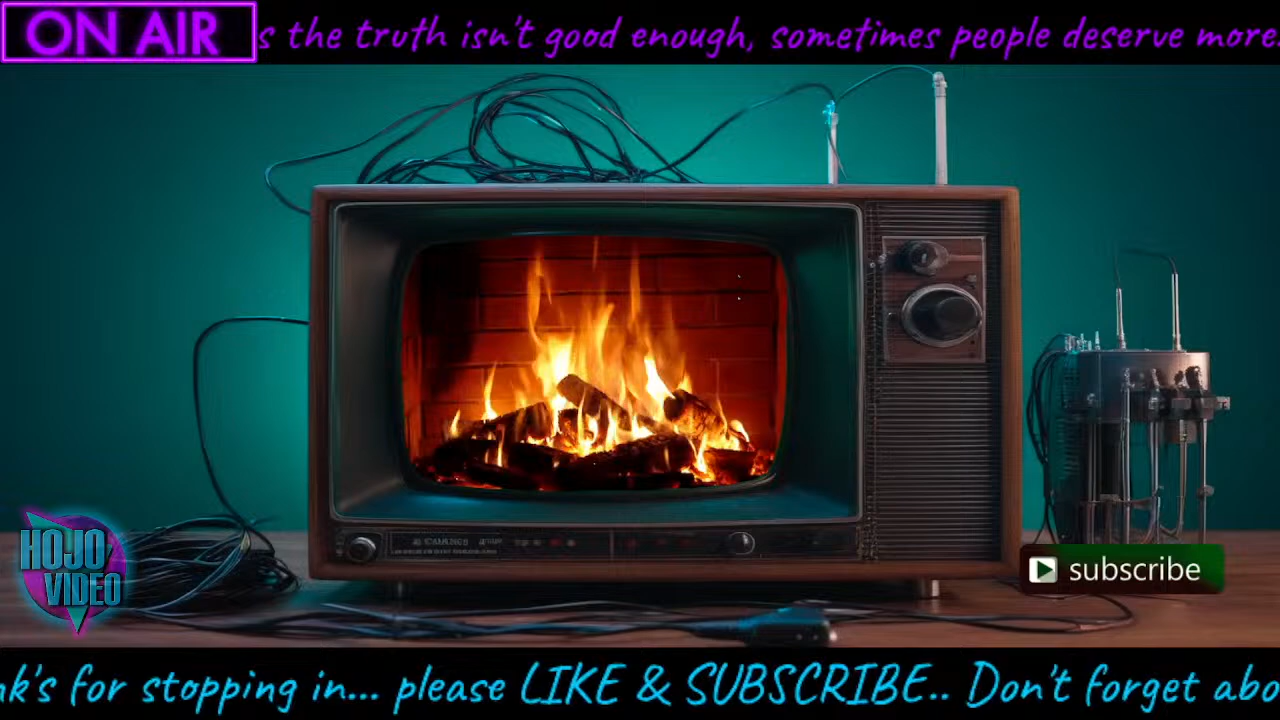 ON AIR
s the truth isn't good enough, sometimes people deserve more.
HOJO
VIDEO
subscribe
nk's for stopping in... please LIKE & SUBSCRIBE.. Don't forget abo